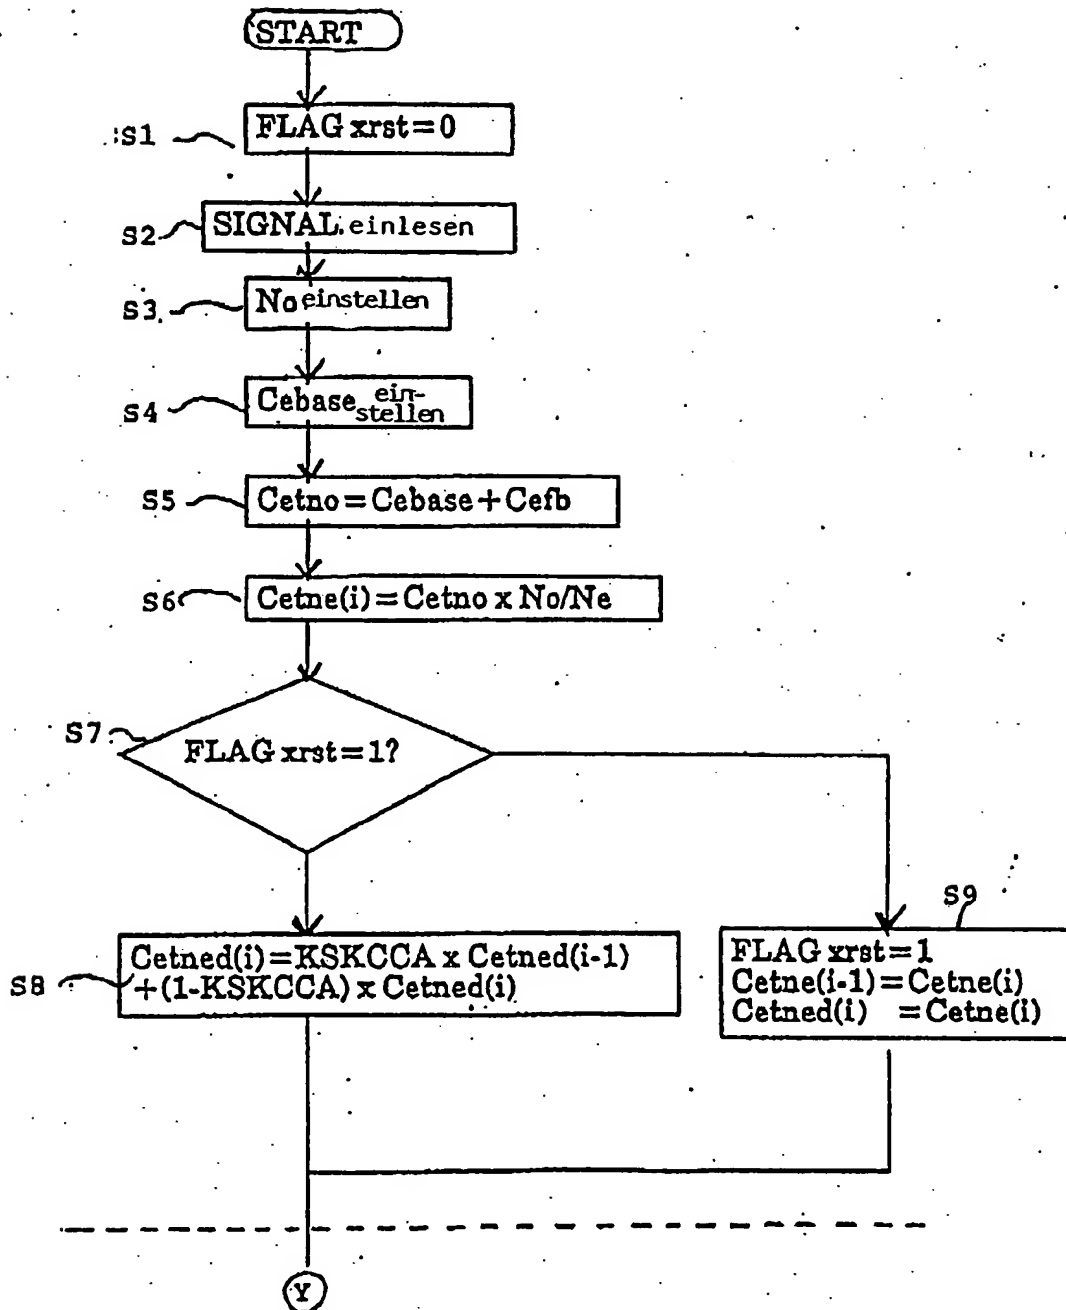 START
S1
FLAG xrst=0
S2
SIGNAL einlesen
S3
No einstellen
S4
Cebase ein-
stellen
S5
Cetno=Cebase+Cefb
S6
Cetne(i)=Cetno x No/Ne
S7
FLAG xrst=1?
S8
Cetned(i)=KSKCCA x Cetned(i-1)
+(1-KSKCCA) x Cetned(i)
S9
FLAG xrst=1
Cetne(i-1)=Cetne(i)
Cetned(i) =Cetne(i)
Y